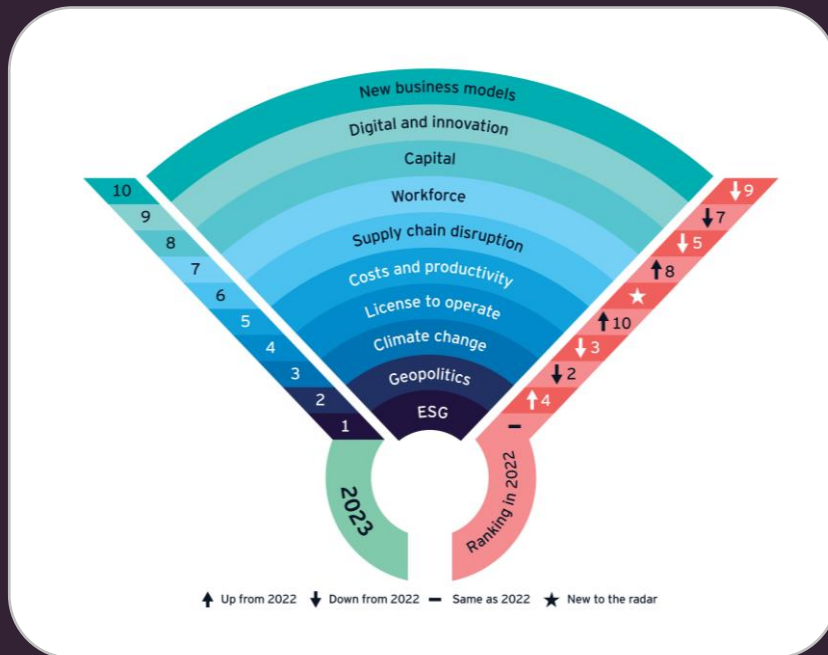 New business models
Digital and innovation
Capital
Workforce
Supply chain disruption
Costs and productivity
License to operate
Climate change
Geopolitics
ESG
10
9
8
7
6
5
4
3
2
1
9
7
5
8
10
3
2
4
2023
Ranking in 2022
Up from 2022
Down from 2022
Same as 2022
New to the radar